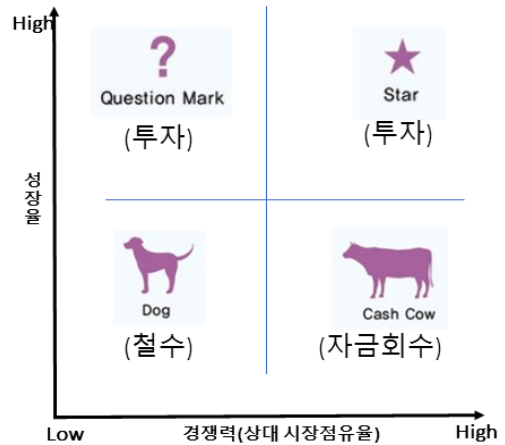 High
?
Question Mark
(투자)
Star
(투자)
성장율
Dog
(철수)
Cash Cow
(자금회수)
Low
경쟁력(상대 시장점유율)
High